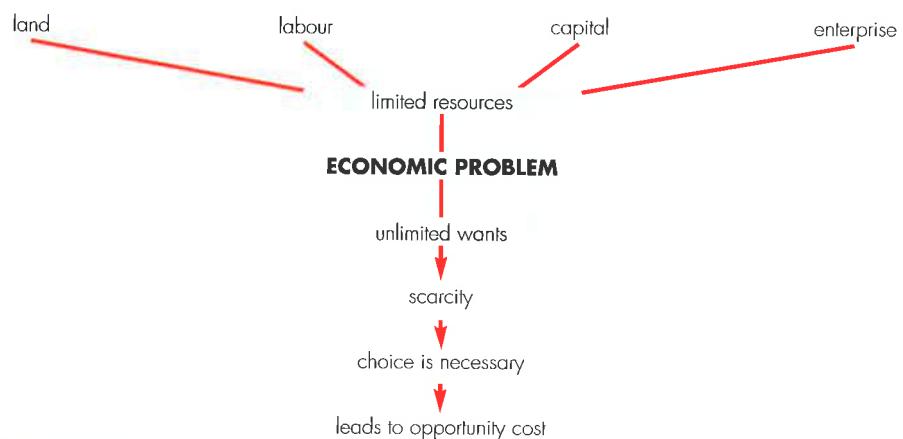 land
labour
capital
enterprise
limited resources
ECONOMIC PROBLEM
unlimited wants
scarcity
choice is necessary
leads to opportunity cost